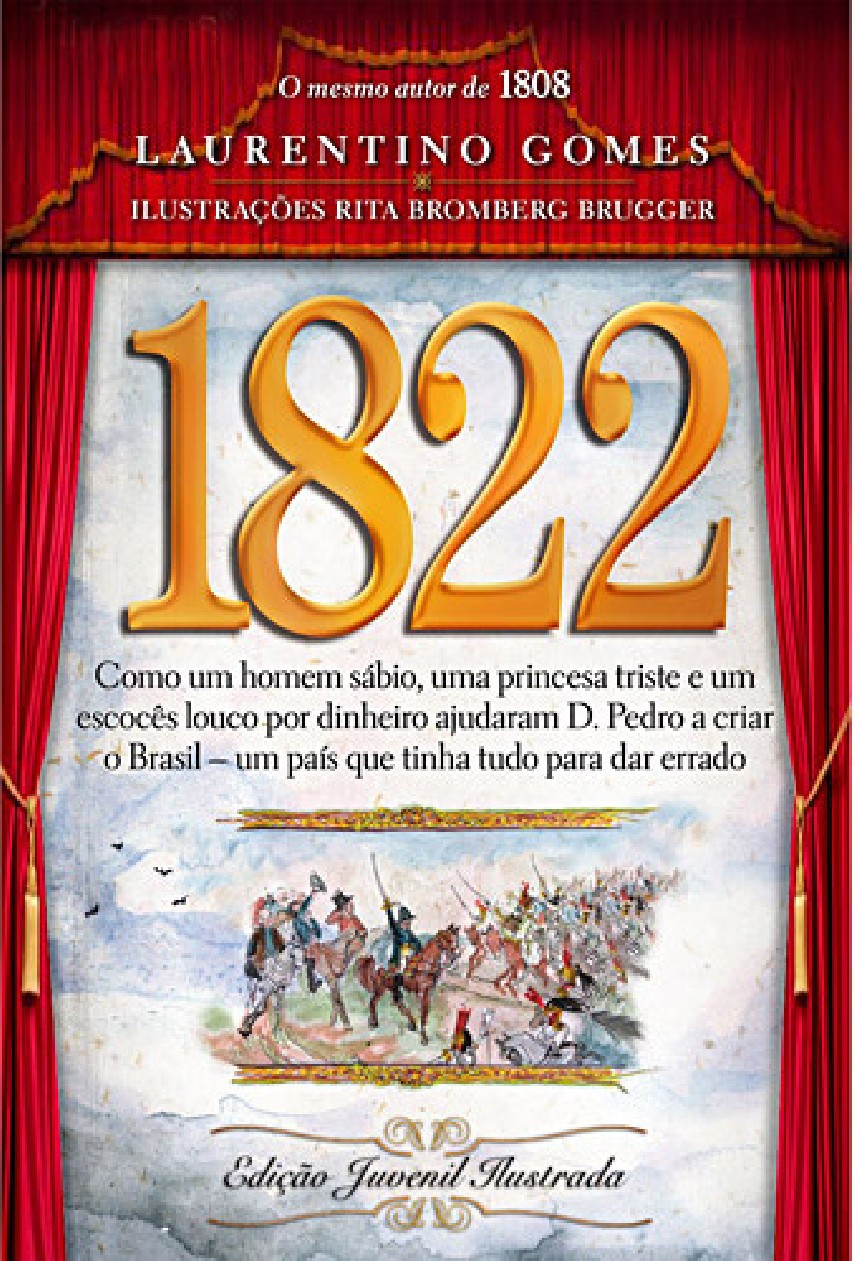 O mesmo autor de 1808
LAURENTINO GOMES
ILUSTRAÇÕES RITA BROMBERG BRUGGER
1822
Como um homem sábio, uma princesa triste e um
escocês louco por dinheiro ajudaram D. Pedro a criar
o Brasil – um país que tinha tudo para dar errado
Edição Juvenil Ilustrada